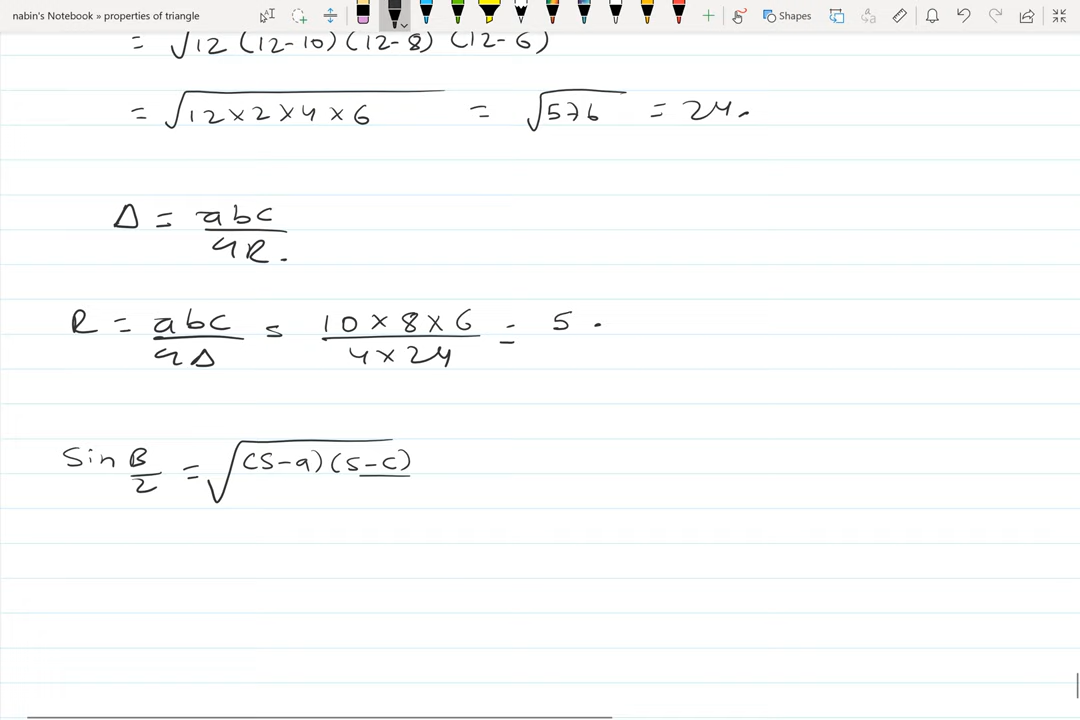 nabin's Notebook » properties of triangle
Shapes
= √12 (12-10) (12-8) (12-6)
= √12×2×4×6 = √576 = 24.
Δ = abc/4R.
R = abc/4Δ = 10×8×6/4×24 = 5.
Sin B/2 = √(s-a)(s-c)